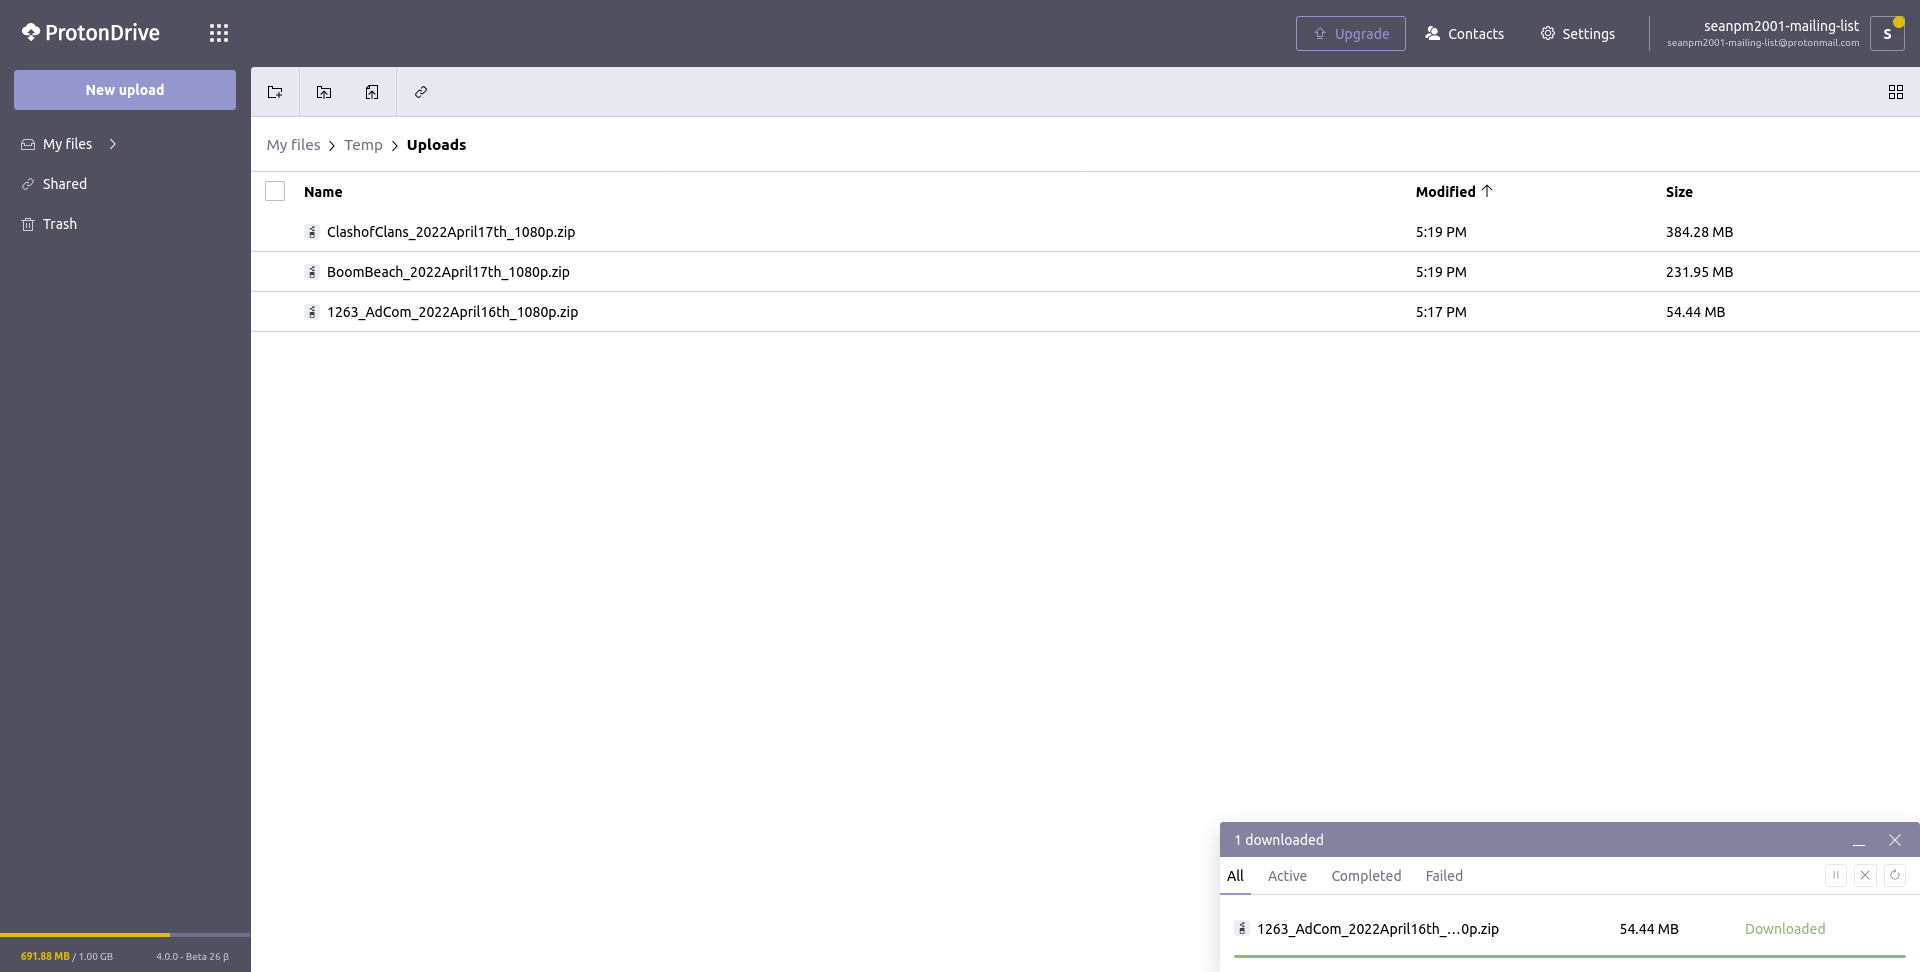 ProtonDrive
Upgrade
Contacts
Settings
seanpm2001-mailing-list
seanpm2001-mailing-list@protonmail.com
S
New upload
My files
Shared
Trash
My files > Temp > Uploads
Name Modified Size
ClashofClans_2022April17th_1080p.zip 5:19 PM 384.28 MB
BoomBeach_2022April17th_1080p.zip 5:19 PM 231.95 MB
1263_AdCom_2022April16th_1080p.zip 5:17 PM 54.44 MB
1 downloaded
All Active Completed Failed
1263_AdCom_2022April16th_...0p.zip 54.44 MB Downloaded
691.88 MB / 1.00 GB 4.0.0 - Beta 26 β